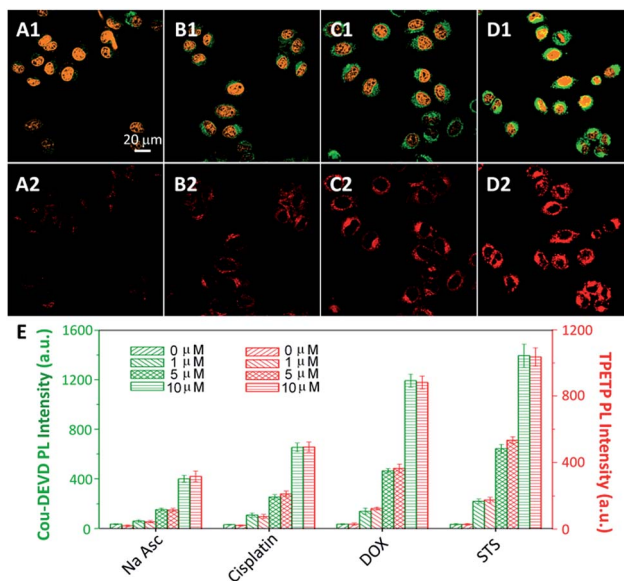 A1 B1 C1 D1
20 μm
A2 B2 C2 D2
E
1600
1200
800
400
0
Cou-DEVD PL Intensity (a.u.)
0 μM
1 μM
5 μM
10 μM
0 μM
1 μM
5 μM
10 μM
1200
800
400
0
TPETP PL Intensity (a.u.)
Na Asc Cisplatin DOX STS